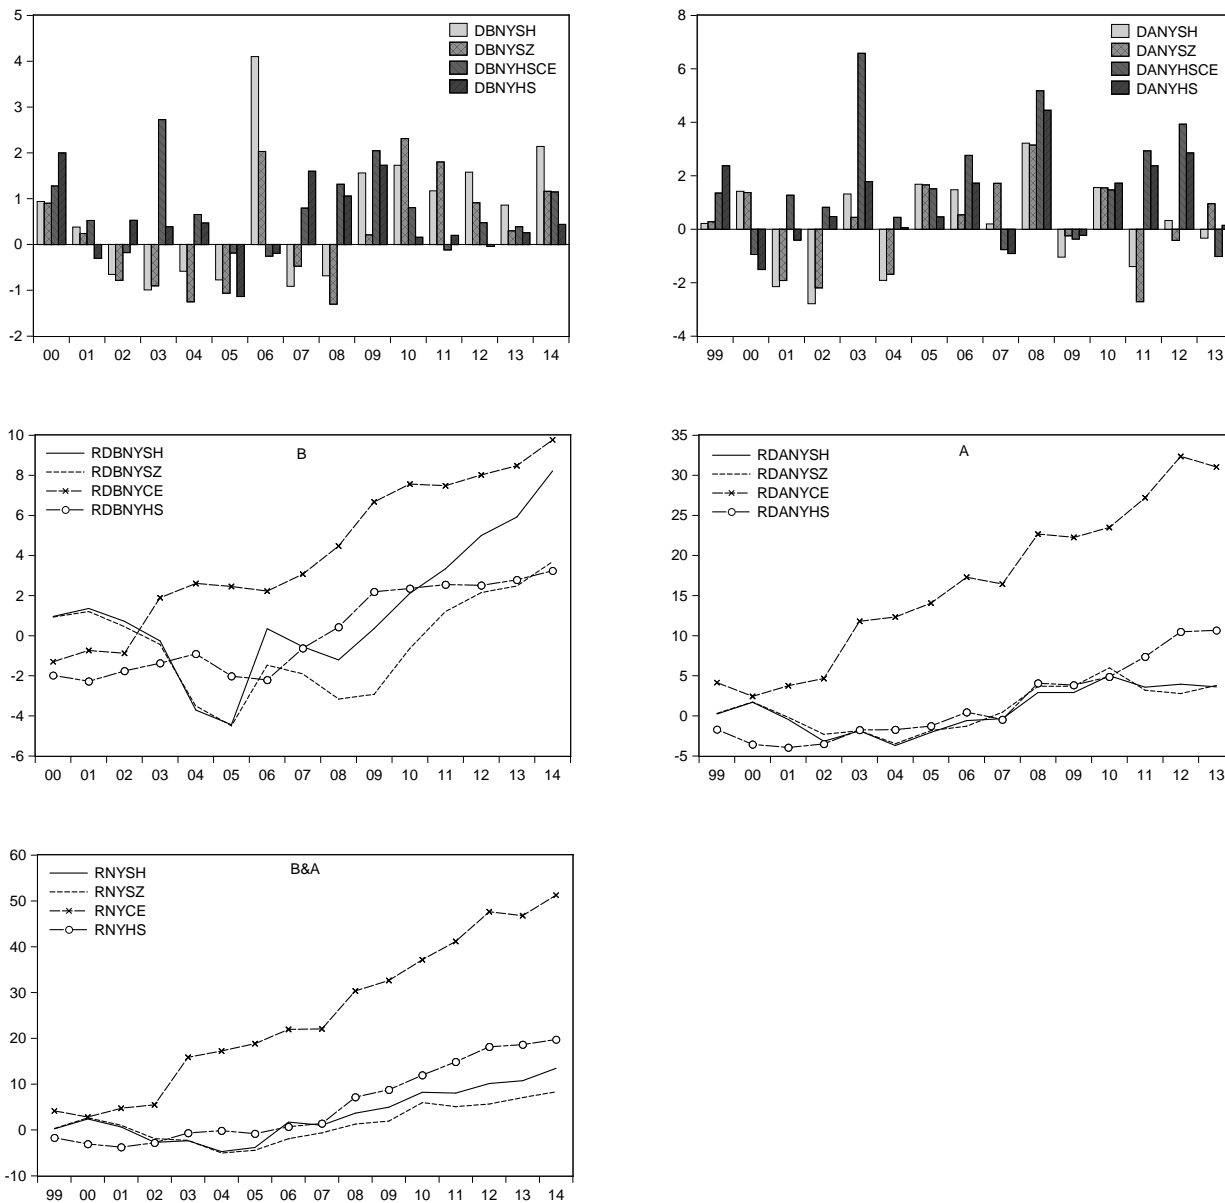 5
4
3
2
1
0
-1
-2
DBNYSH
DBNYSZ
DBNYHSCE
DBNYHS
00 01 02 03 04 05 06 07 08 09 10 11 12 13 14
8
6
4
2
0
-2
-4
DANYSH
DANYSZ
DANYHSCE
DANYHS
99 00 01 02 03 04 05 06 07 08 09 10 11 12 13
10
8
6
4
2
0
-2
-4
-6
B
RDBNYSH
RDBNYSZ
RDBNYCE
RDBNYHS
00 01 02 03 04 05 06 07 08 09 10 11 12 13 14
35
30
25
20
15
10
5
0
-5
A
RDANYSH
RDANYSZ
RDANYCE
RDANYHS
99 00 01 02 03 04 05 06 07 08 09 10 11 12 13
60
50
40
30
20
10
0
-10
B&A
RNYSH
RNYSZ
RNYCE
RNYHS
99 00 01 02 03 04 05 06 07 08 09 10 11 12 13 14